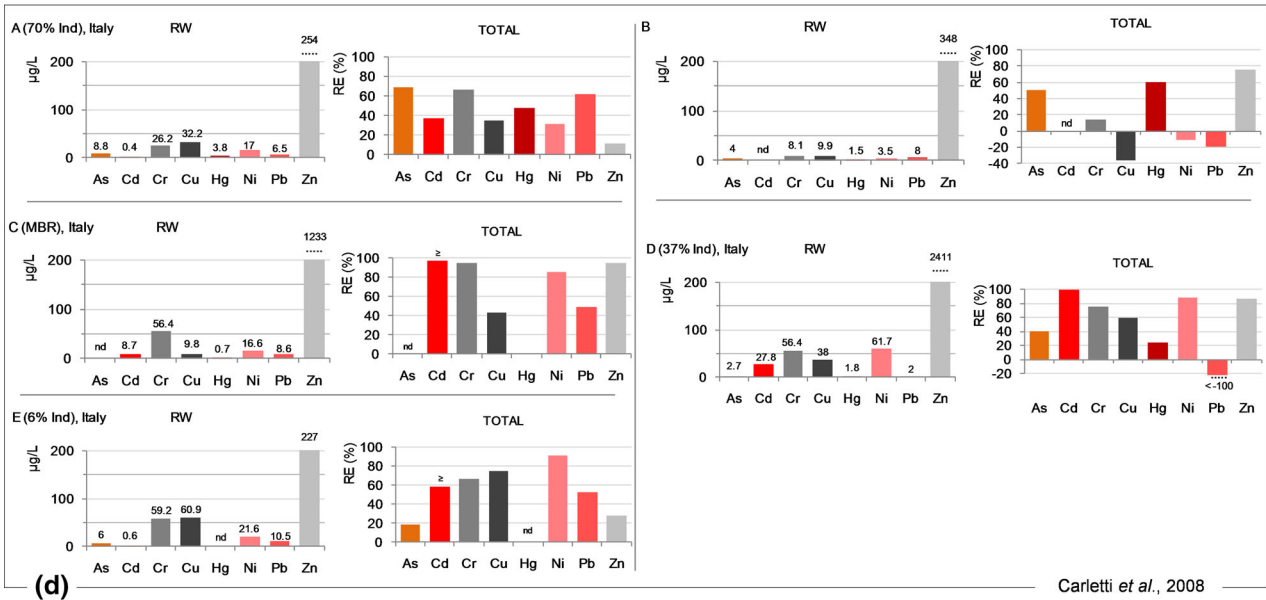 A (70% Ind), Italy RW
254
µg/L
200
100
0
8.8 0.4 26.2 32.2 3.8 17 6.5
As Cd Cr Cu Hg Ni Pb Zn
TOTAL
RE (%)
100
80
60
40
20
0
As Cd Cr Cu Hg Ni Pb Zn
B RW
348
µg/L
200
100
0
4 nd 8.1 9.9 1.5 3.5 8
As Cd Cr Cu Hg Ni Pb Zn
TOTAL
RE (%)
100
80
60
40
20
0
-20
-40
nd
As Cd Cr Cu Hg Ni Pb Zn
C (MBR), Italy RW
1233
µg/L
200
100
0
nd 8.7 56.4 9.8 0.7 16.6 8.6
As Cd Cr Cu Hg Ni Pb Zn
TOTAL
RE (%)
100
80
60
40
20
0
≥
nd
As Cd Cr Cu Hg Ni Pb Zn
D (37% Ind), Italy RW
2411
µg/L
200
100
0
2.7 27.8 56.4 38 1.8 61.7 2
As Cd Cr Cu Hg Ni Pb Zn
TOTAL
RE (%)
100
80
60
40
20
0
-20
< -100
As Cd Cr Cu Hg Ni Pb Zn
E (6% Ind), Italy RW
227
µg/L
200
100
0
6 0.6 59.2 60.9 nd 21.6 10.5
As Cd Cr Cu Hg Ni Pb Zn
TOTAL
RE (%)
100
80
60
40
20
0
≥
nd
As Cd Cr Cu Hg Ni Pb Zn
(d)
Carletti et al., 2008